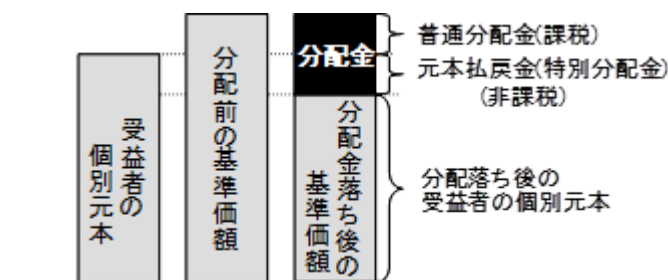 受益者の
個別元本
分配前の基準価額
分配金
分配金落ち後の
基準価額
普通分配金(課税)
元本払戻金(特別分配金)
(非課税)
分配落ち後の
受益者の個別元本